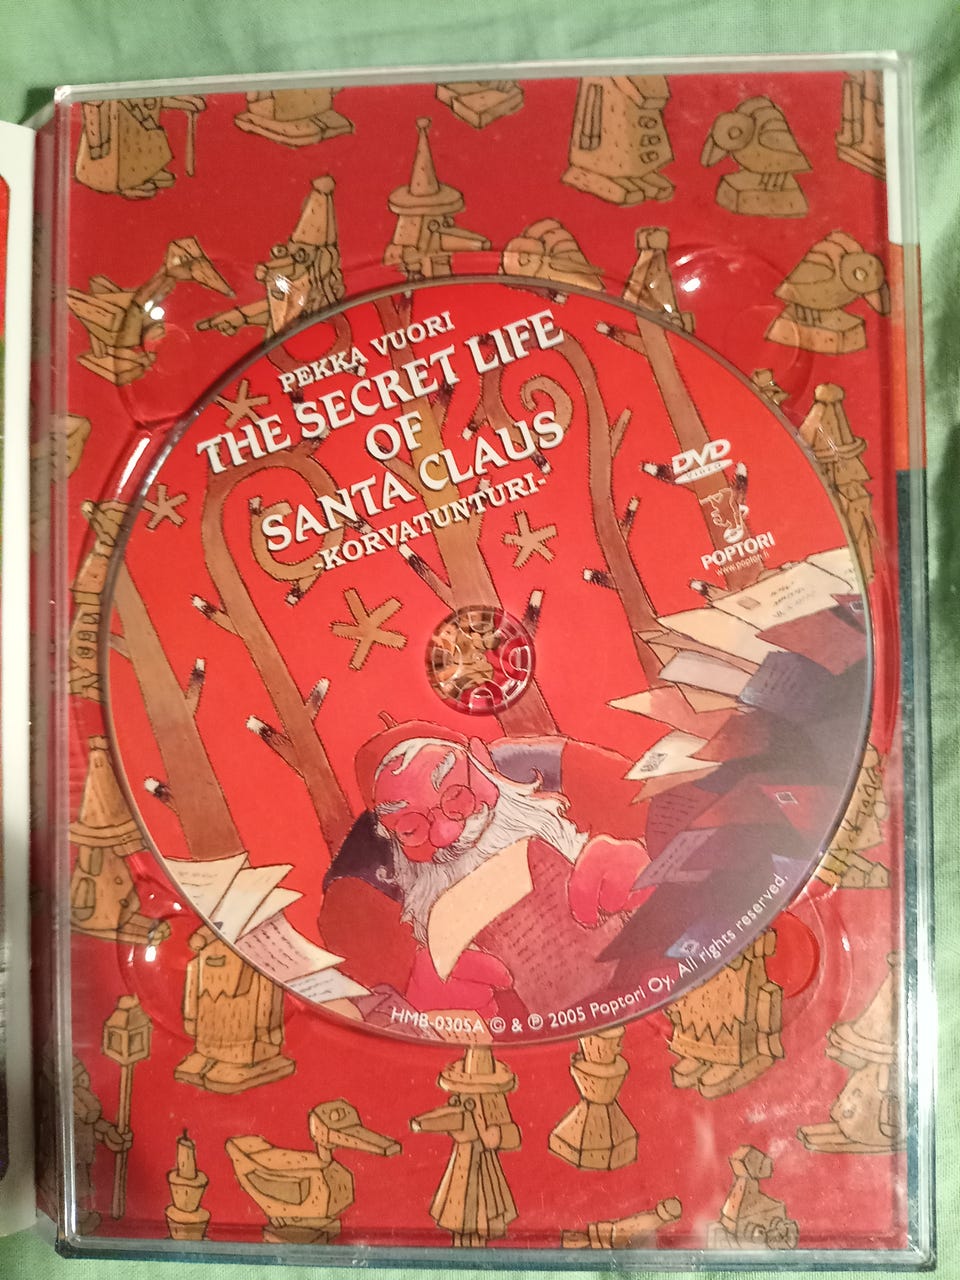 PEKKA VUORI
THE SECRET LIFE
OF
SANTA CLAUS
-KORVATUNTURI-
DVD
VIDEO
POPTORI
www.poptori.fi
HMB-0305A © & ℗ 2005 Poptori Oy. All rights reserved.